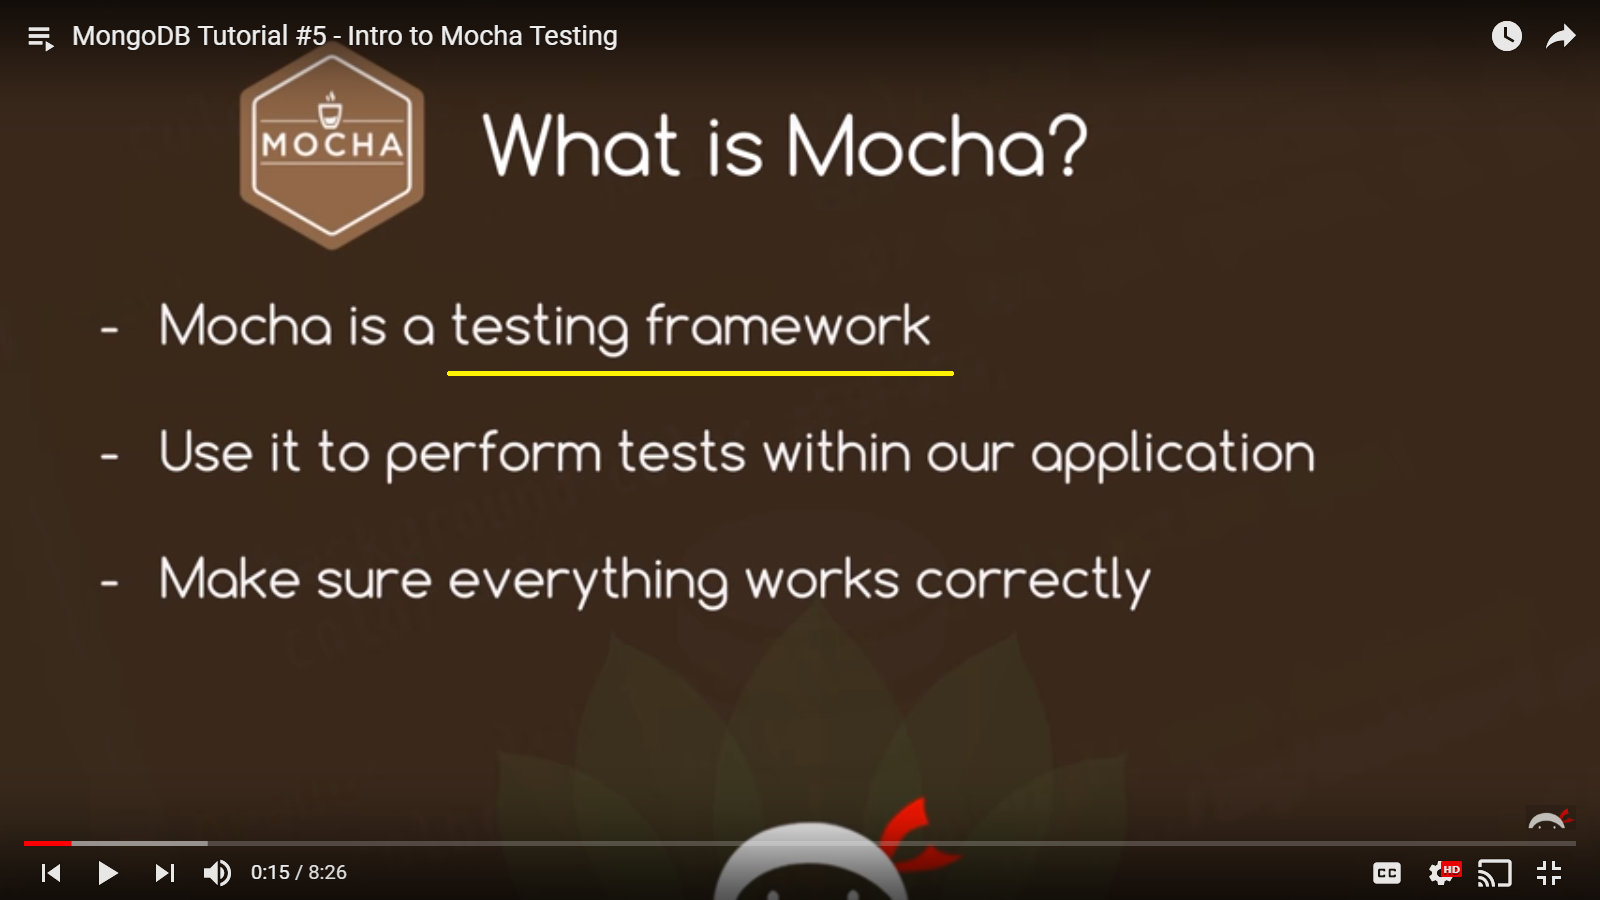 MongoDB Tutorial #5 - Intro to Mocha Testing
MOCHA
What is Mocha?
- Mocha is a testing framework
- Use it to perform tests within our application
- Make sure everything works correctly
0:15 / 8:26
CC
HD